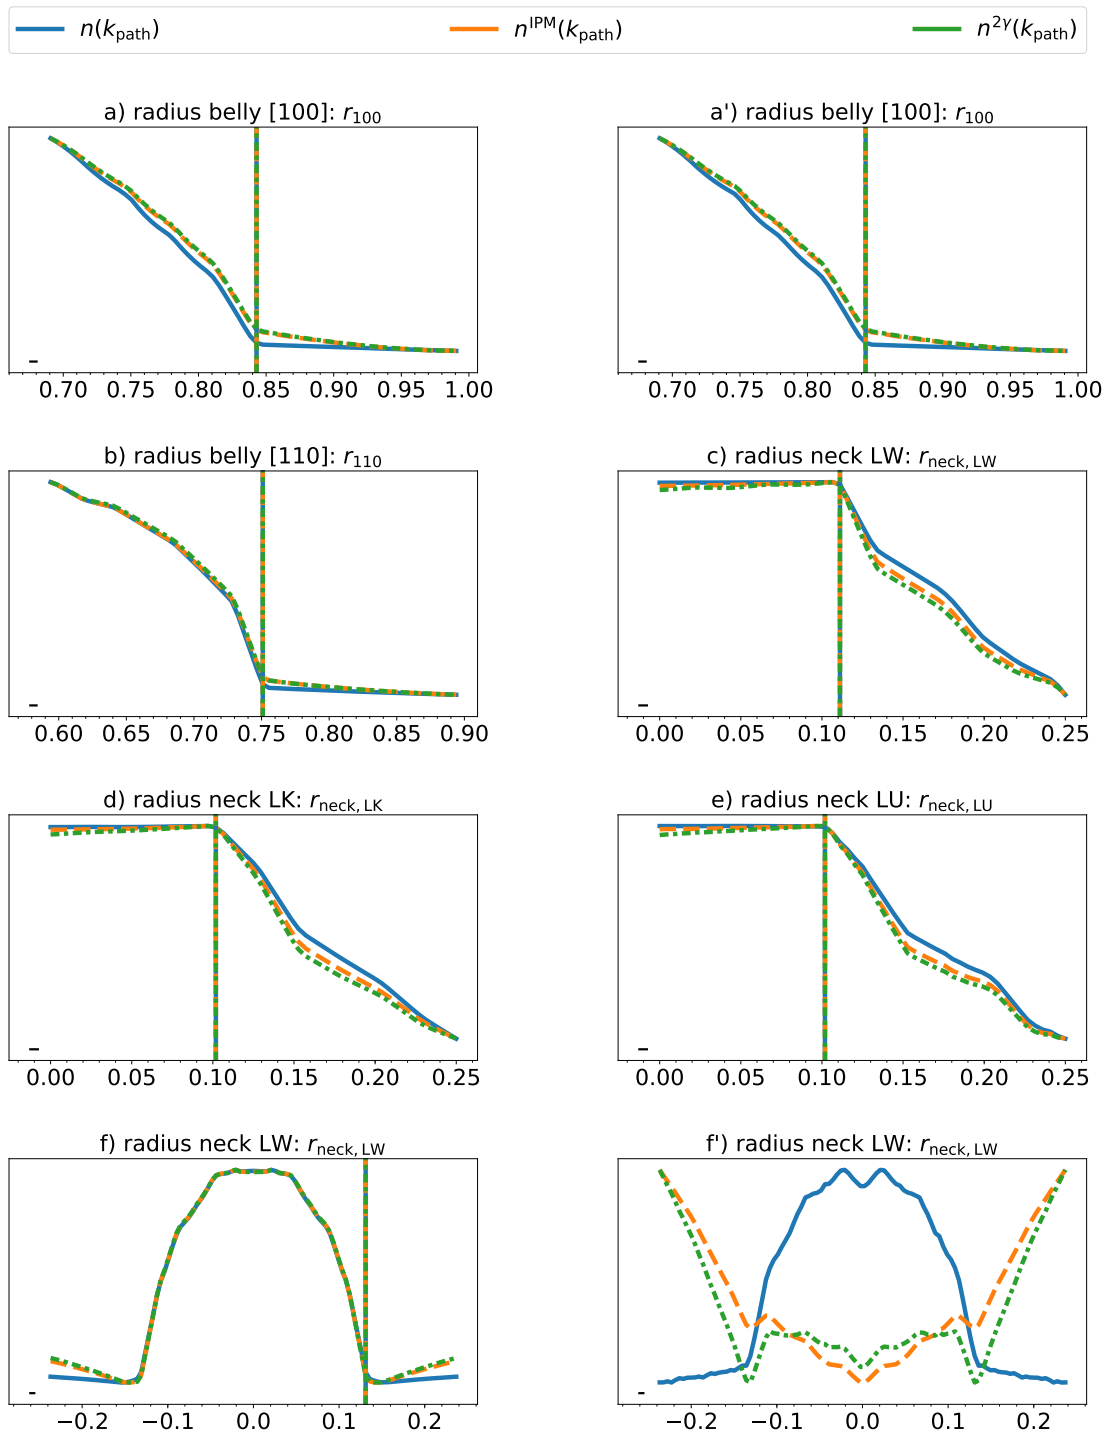 n(k_path) n^IPM(k_path) n^2γ(k_path)
a) radius belly [100]: r_100
a') radius belly [100]: r_100
0.70 0.75 0.80 0.85 0.90 0.95 1.00
0.70 0.75 0.80 0.85 0.90 0.95 1.00
b) radius belly [110]: r_110
c) radius neck LW: r_neck, LW
0.60 0.65 0.70 0.75 0.80 0.85 0.90
0.00 0.05 0.10 0.15 0.20 0.25
d) radius neck LK: r_neck, LK
e) radius neck LU: r_neck, LU
0.00 0.05 0.10 0.15 0.20 0.25
0.00 0.05 0.10 0.15 0.20 0.25
f) radius neck LW: r_neck, LW
f') radius neck LW: r_neck, LW
−0.2 −0.1 0.0 0.1 0.2
−0.2 −0.1 0.0 0.1 0.2